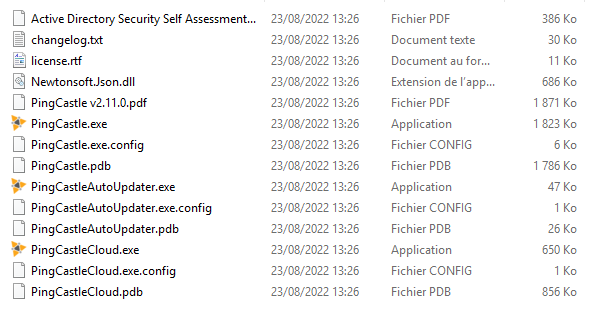 Active Directory Security Self Assessment... 23/08/2022 13:26 Fichier PDF 386 Ko
changelog.txt 23/08/2022 13:26 Document texte 30 Ko
license.rtf 23/08/2022 13:26 Document au for... 11 Ko
Newtonsoft.Json.dll 23/08/2022 13:26 Extension de l'app... 686 Ko
PingCastle v2.11.0.pdf 23/08/2022 13:26 Fichier PDF 1 871 Ko
PingCastle.exe 23/08/2022 13:26 Application 1 823 Ko
PingCastle.exe.config 23/08/2022 13:26 Fichier CONFIG 6 Ko
PingCastle.pdb 23/08/2022 13:26 Fichier PDB 1 786 Ko
PingCastleAutoUpdater.exe 23/08/2022 13:26 Application 47 Ko
PingCastleAutoUpdater.exe.config 23/08/2022 13:26 Fichier CONFIG 1 Ko
PingCastleAutoUpdater.pdb 23/08/2022 13:26 Fichier PDB 26 Ko
PingCastleCloud.exe 23/08/2022 13:26 Application 650 Ko
PingCastleCloud.exe.config 23/08/2022 13:26 Fichier CONFIG 1 Ko
PingCastleCloud.pdb 23/08/2022 13:26 Fichier PDB 856 Ko